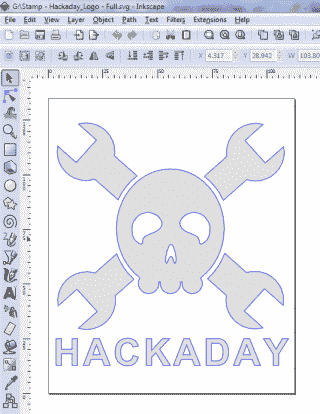 G:\Stamp - Hackaday_Logo - Full.svg - Inkscape
File Edit View Layer Object Path Text Filters Extensions Help
X 4.317 Y 28.942 W 103.80
HACKADAY